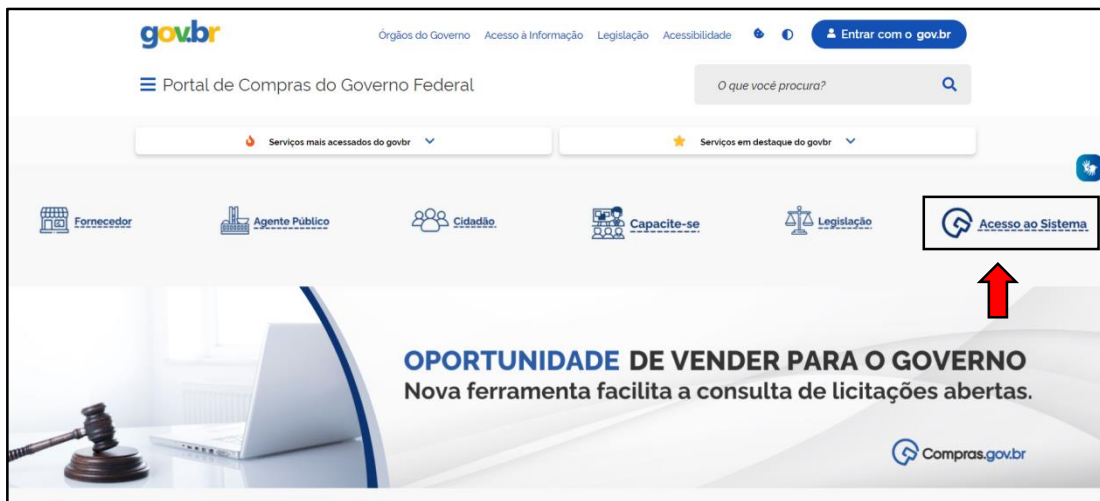 gov.br
Órgãos do Governo Acesso à Informação Legislação Acessibilidade Entrar com o gov.br
Portal de Compras do Governo Federal
O que você procura?
Serviços mais acessados do govbr Serviços em destaque do govbr
Fornecedor Agente Público Cidadão Capacite-se Legislação Acesso ao Sistema
OPORTUNIDADE DE VENDER PARA O GOVERNO
Nova ferramenta facilita a consulta de licitações abertas.
Compras.gov.br